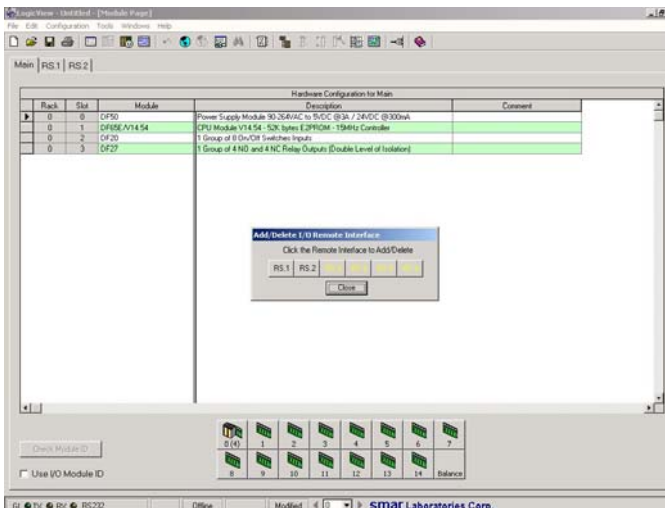 LogicView - Untitled - [Module Page]
File Edit Configuration Tools Windows Help
Main RS.1 RS.2
Hardware Configuration for Main
Rack Slot Module Description Comment
0 0 DF50 Power Supply Module 90-264VAC to 5VDC @3A / 24VDC @300mA
0 1 DF65E/V14.54 CPU Module V14.54 - 52K bytes E2PROM - 15MHz Controller
0 2 DF20 1 Group of 8 On/Off Switches Inputs
0 3 DF27 1 Group of 4 NO and 4 NC Relay Outputs (Double Level of Isolation)
Add/Delete I/O Remote Interface
Click the Remote Interface to Add/Delete
RS.1 RS.2
Close
0 (4) 1 2 3 4 5 6 7
Check Module ID
8 9 10 11 12 13 14 Balance
Use I/O Module ID
GL TX RX RS232 Offline Modified 0 smar Laboratories Corp.